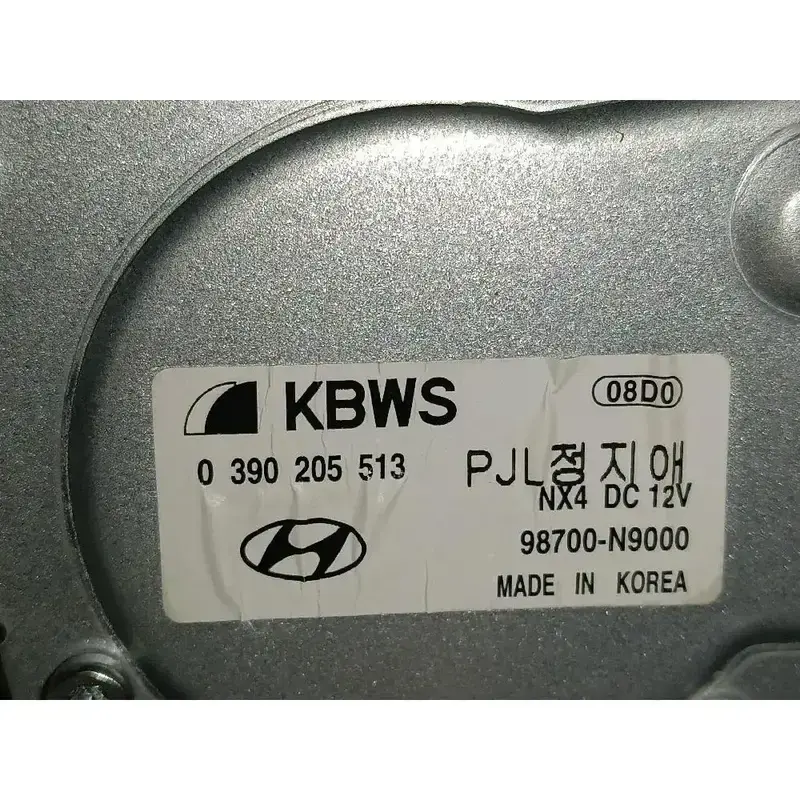 KBWS
08D0
0 390 205 513
PJL정지애
NX4 DC 12V
98700-N9000
MADE IN KOREA